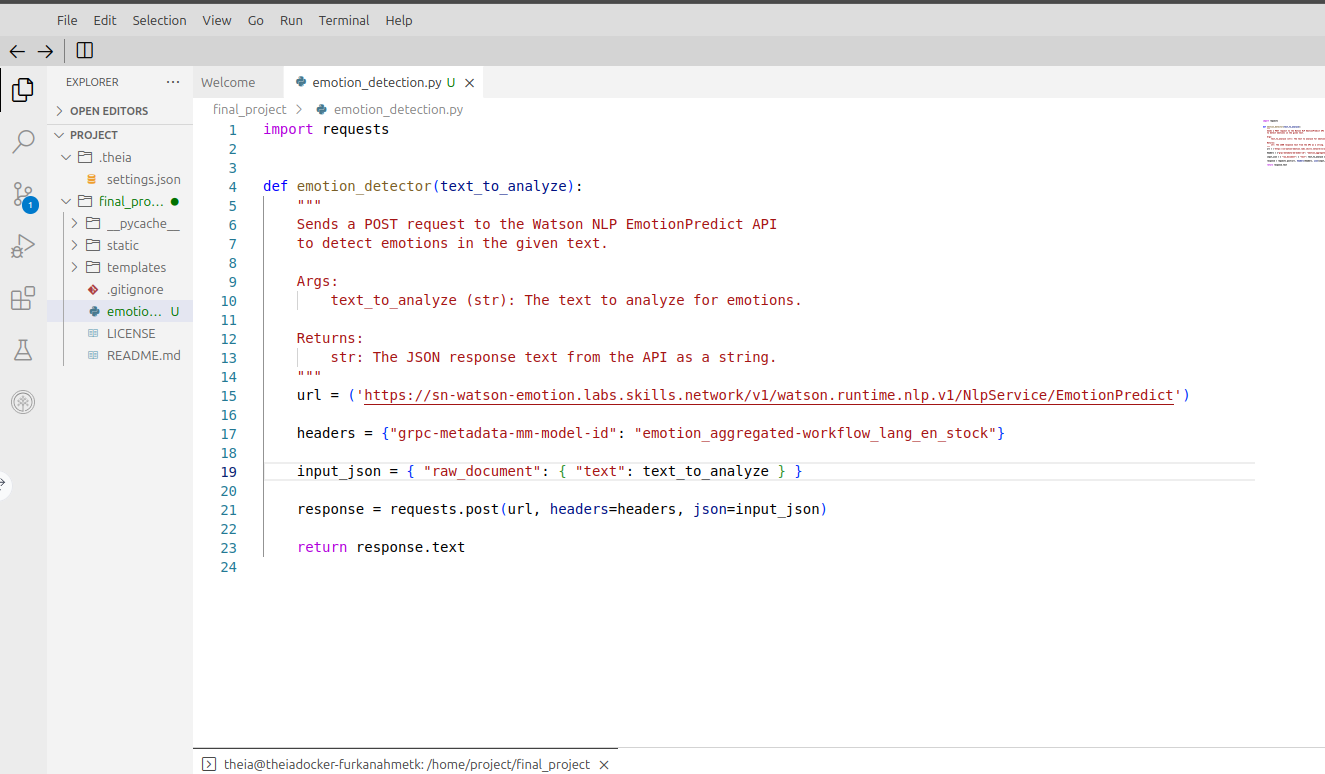 File Edit Selection View Go Run Terminal Help
EXPLORER ...
Welcome
emotion_detection.py U
OPEN EDITORS
PROJECT
.theia
settings.json
final_pro...
__pycache__
static
templates
.gitignore
emotio... U
LICENSE
README.md
1
final_project > emotion_detection.py
1 import requests
2
3
4 def emotion_detector(text_to_analyze):
5 """
6 Sends a POST request to the Watson NLP EmotionPredict API
7 to detect emotions in the given text.
8
9 Args:
10 text_to_analyze (str): The text to analyze for emotions.
11
12 Returns:
13 str: The JSON response text from the API as a string.
14 """
15 url = ('https://sn-watson-emotion.labs.skills.network/v1/watson.runtime.nlp.v1/NlpService/EmotionPredict')
16
17 headers = {"grpc-metadata-mm-model-id": "emotion_aggregated-workflow_lang_en_stock"}
18
19 input_json = { "raw_document": { "text": text_to_analyze } }
20
21 response = requests.post(url, headers=headers, json=input_json)
22
23 return response.text
24
theia@theiadocker-furkanahmetk: /home/project/final_project